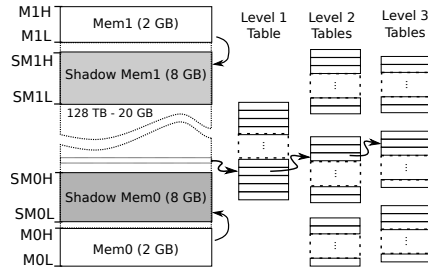 M1H
Mem1 (2 GB)
M1L
SM1H
Shadow Mem1 (8 GB)
SM1L
128 TB - 20 GB
SM0H
Shadow Mem0 (8 GB)
SM0L
M0H
Mem0 (2 GB)
M0L
Level 1
Table
Level 2
Tables
Level 3
Tables